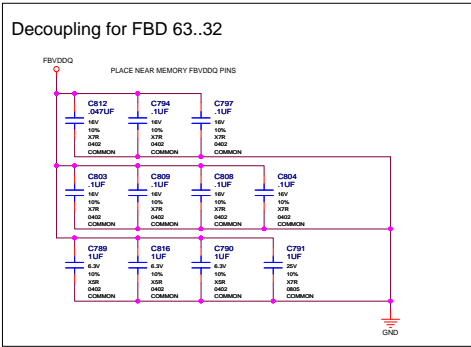 Decoupling for FBD 63..32
FBVDDQ
PLACE NEAR MEMORY FBVDDQ PINS
C812
.047UF
16V
10%
X7R
0402
COMMON
C794
.1UF
16V
10%
X7R
0402
COMMON
C797
.1UF
16V
10%
X7R
0402
COMMON
C803
.1UF
16V
10%
X7R
0402
COMMON
C809
.1UF
16V
10%
X7R
0402
COMMON
C808
.1UF
16V
10%
X7R
0402
COMMON
C804
.1UF
16V
10%
X7R
0402
COMMON
C789
1UF
6.3V
10%
X5R
0402
COMMON
C816
1UF
6.3V
10%
X5R
0402
COMMON
C790
1UF
6.3V
10%
X5R
0402
COMMON
C791
1UF
25V
10%
X7R
0805
COMMON
GND